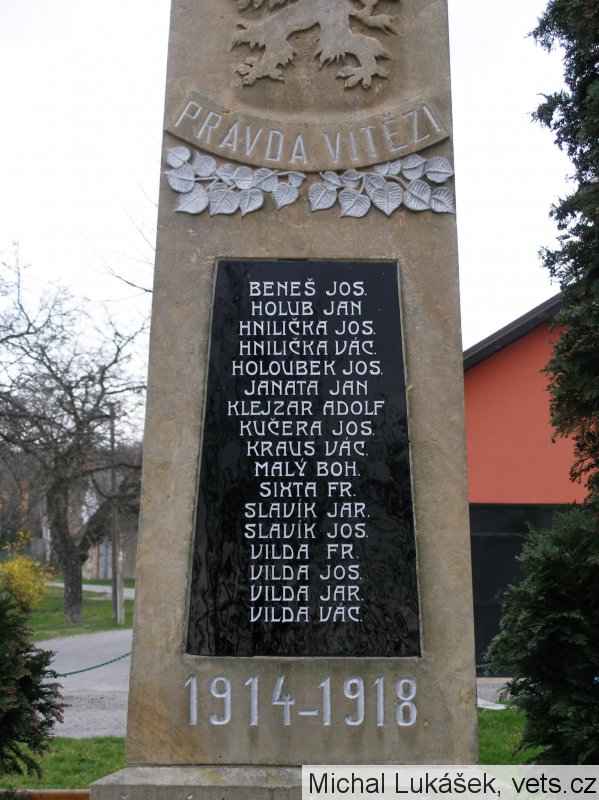 PRAVDA VÍTĚZÍ
BENEŠ JOS.
HOLUB JAN
HNILIČKA JOS.
HNILIČKA VÁC.
HOLOUBEK JOS.
JANATA JAN
KLEJZAR ADOLF
KUČERA JOS.
KRAUS VÁC.
MALÝ BOH.
SIXTA FR.
SLAVÍK JAR.
SLAVÍK JOS.
VILDA FR.
VILDA JOS.
VILDA JAR.
VILDA VÁC.
1914-1918
Michal Lukášek, vets.cz